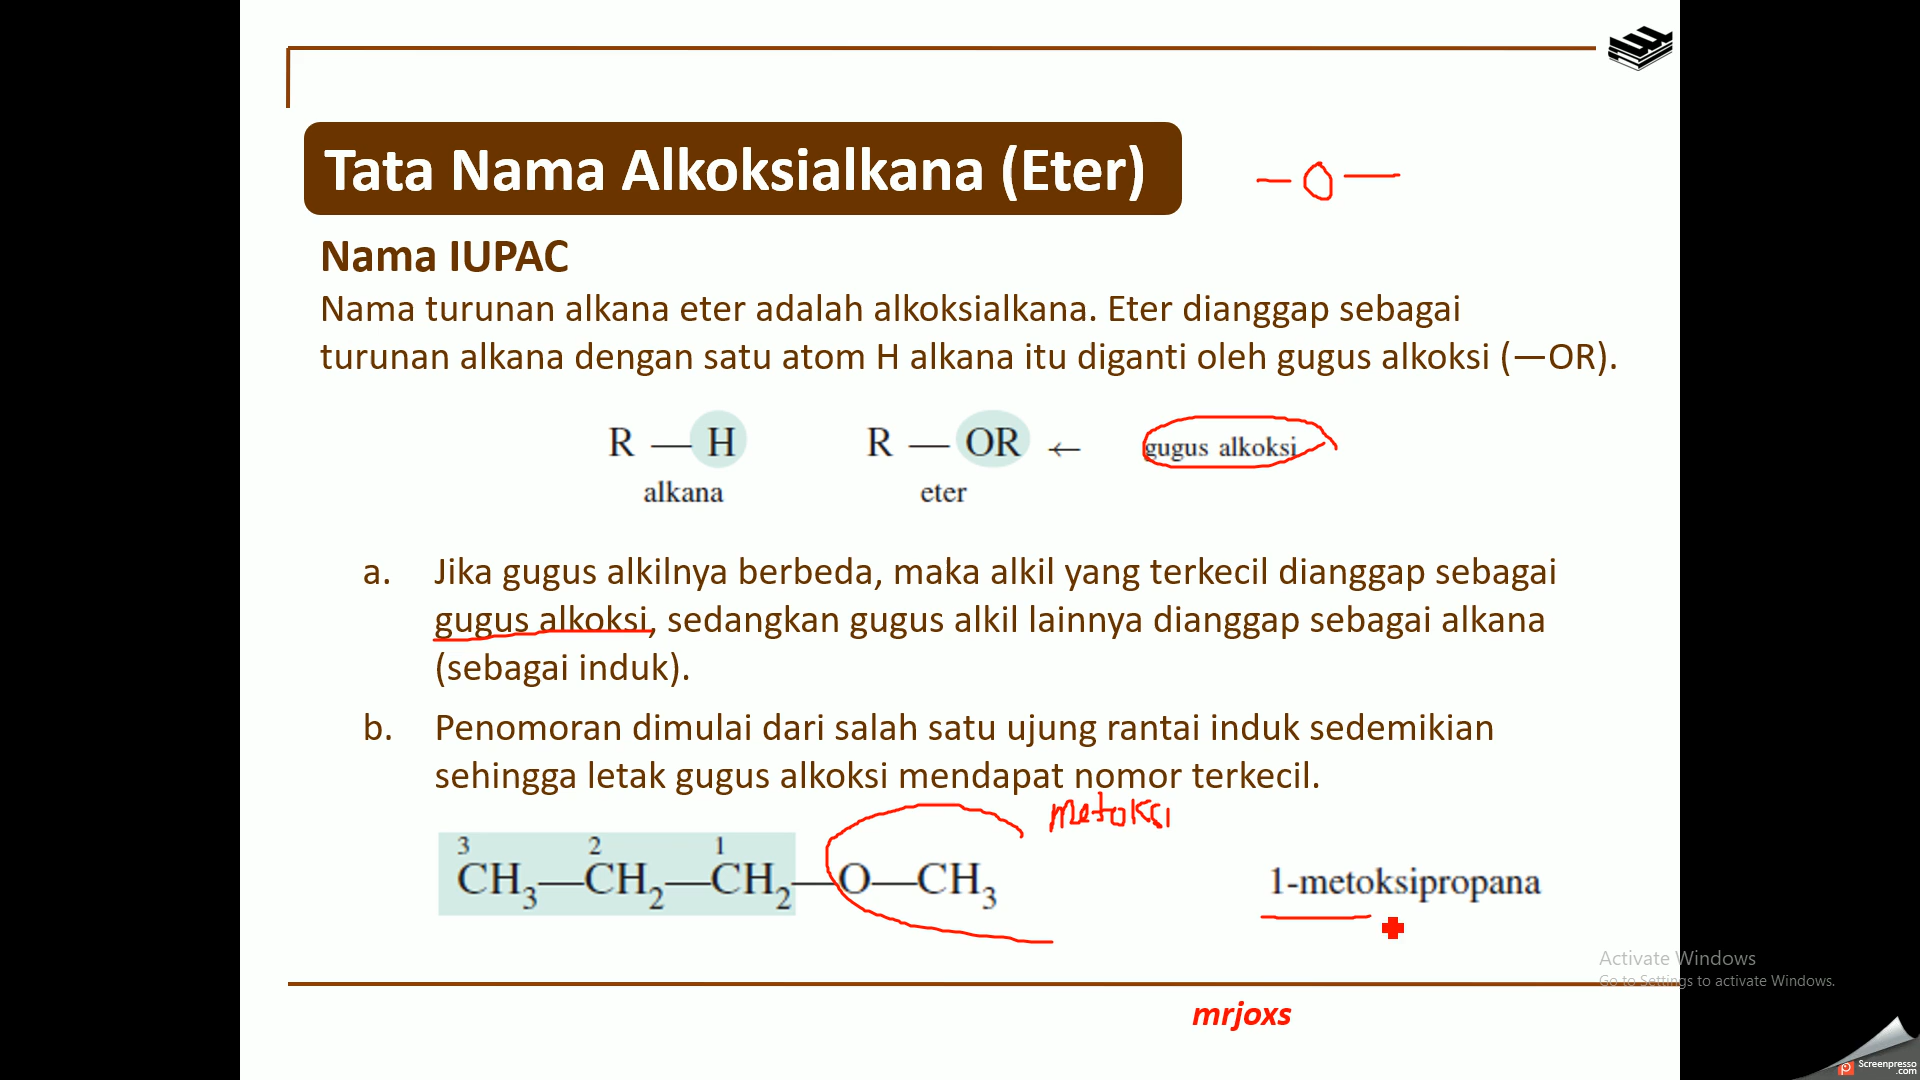 Tata Nama Alkoksialkana (Eter)
—O—
Nama IUPAC
Nama turunan alkana eter adalah alkoksialkana. Eter dianggap sebagai
turunan alkana dengan satu atom H alkana itu diganti oleh gugus alkoksi (—OR).
R — H R — OR ← gugus alkoksi
alkana eter
a. Jika gugus alkilnya berbeda, maka alkil yang terkecil dianggap sebagai
gugus alkoksi, sedangkan gugus alkil lainnya dianggap sebagai alkana
(sebagai induk).
b. Penomoran dimulai dari salah satu ujung rantai induk sedemikian
sehingga letak gugus alkoksi mendapat nomor terkecil.
metoksi
3 2 1
CH₃—CH₂—CH₂—O—CH₃ 1-metoksipropana
Activate Windows
Go to Settings to activate Windows.
mrjoxs
Screenpresso
.com